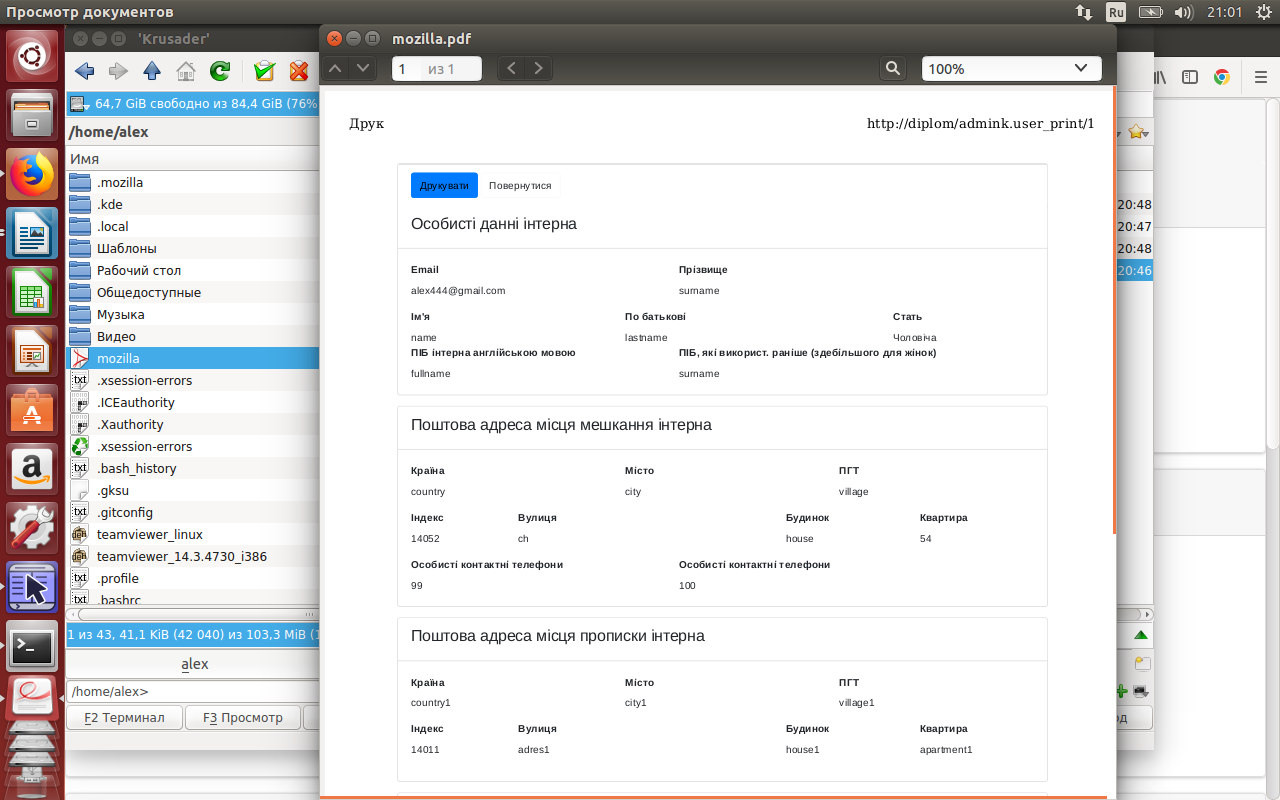 Просмотр документов
Ru
21:01
'Krusader'
64,7 GiB свободно из 84,4 GiB (76%
/home/alex
Имя
.mozilla
.kde
.local
Шаблоны
Рабочий стол
Общедоступные
Музыка
Видео
mozilla
.xsession-errors
.ICEauthority
.Xauthority
.xsession-errors
.bash_history
.gksu
.gitconfig
teamviewer_linux
teamviewer_14.3.4730_i386
.profile
.bashrc
1 из 43, 41,1 KiB (42 040) из 103,3 MiB (1
alex
/home/alex>
F2 Терминал
F3 Просмотр
mozilla.pdf
1 из 1
100%
Друк
http://diplom/admink.user_print/1
Друкувати
Повернутися
Особисті данні інтерна
Email Прізвище
alex444@gmail.com surname
Ім'я По батькові Стать
name lastname Чоловіча
ПІБ інтерна англійською мовою ПІБ, які використ. раніше (здебільшого для жінок)
fullname surname
Поштова адреса місця мешкання інтерна
Країна Місто ПГТ
country city village
Індекс Вулиця Будинок Квартира
14052 ch house 54
Особисті контактні телефони Особисті контактні телефони
99 100
Поштова адреса місця прописки інтерна
Країна Місто ПГТ
country1 city1 village1
Індекс Вулиця Будинок Квартира
14011 adres1 house1 apartment1
20:48
20:47
20:48
20:46